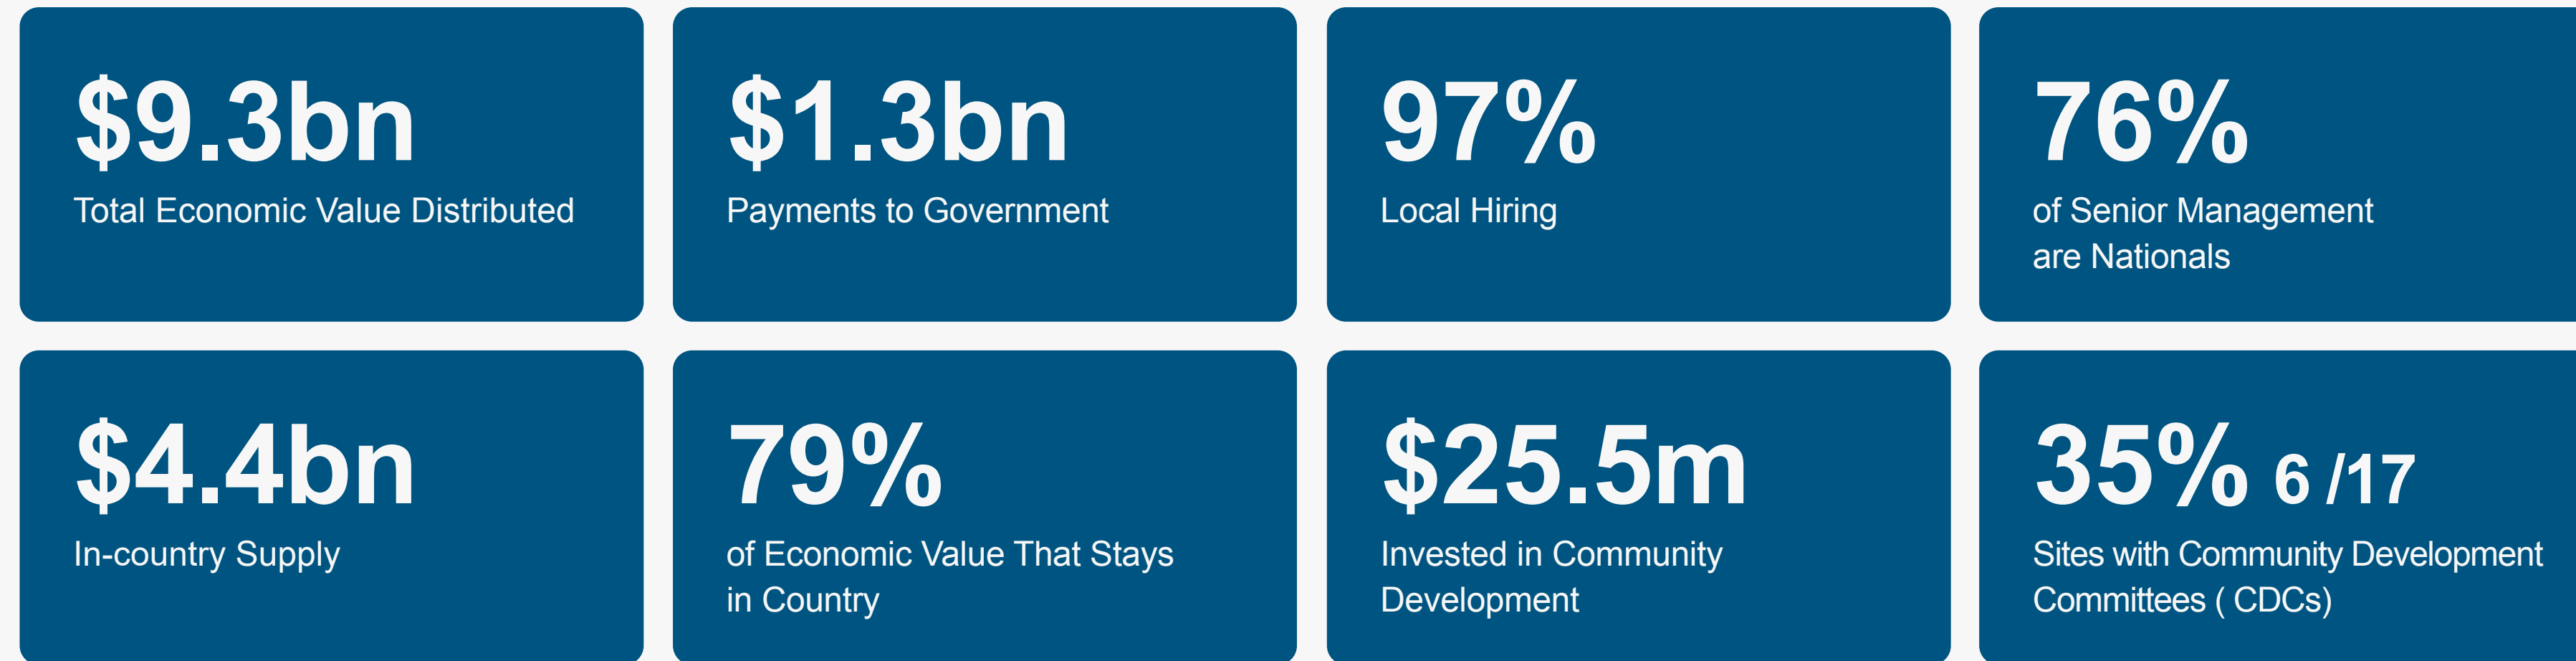 $9.3bn
Total Economic Value Distributed
$1.3bn
Payments to Government
97%
Local Hiring
76%
of Senior Management
are Nationals
$4.4bn
In-country Supply
79%
of Economic Value That Stays
in Country
$25.5m
Invested in Community
Development
35% 6 /17
Sites with Community Development
Committees ( CDCs)